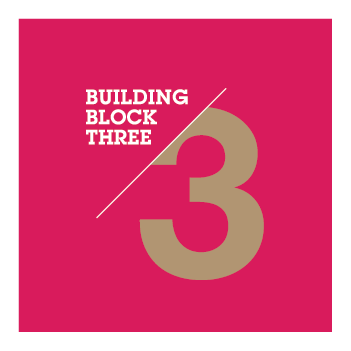 BUILDING
BLOCK
THREE
3